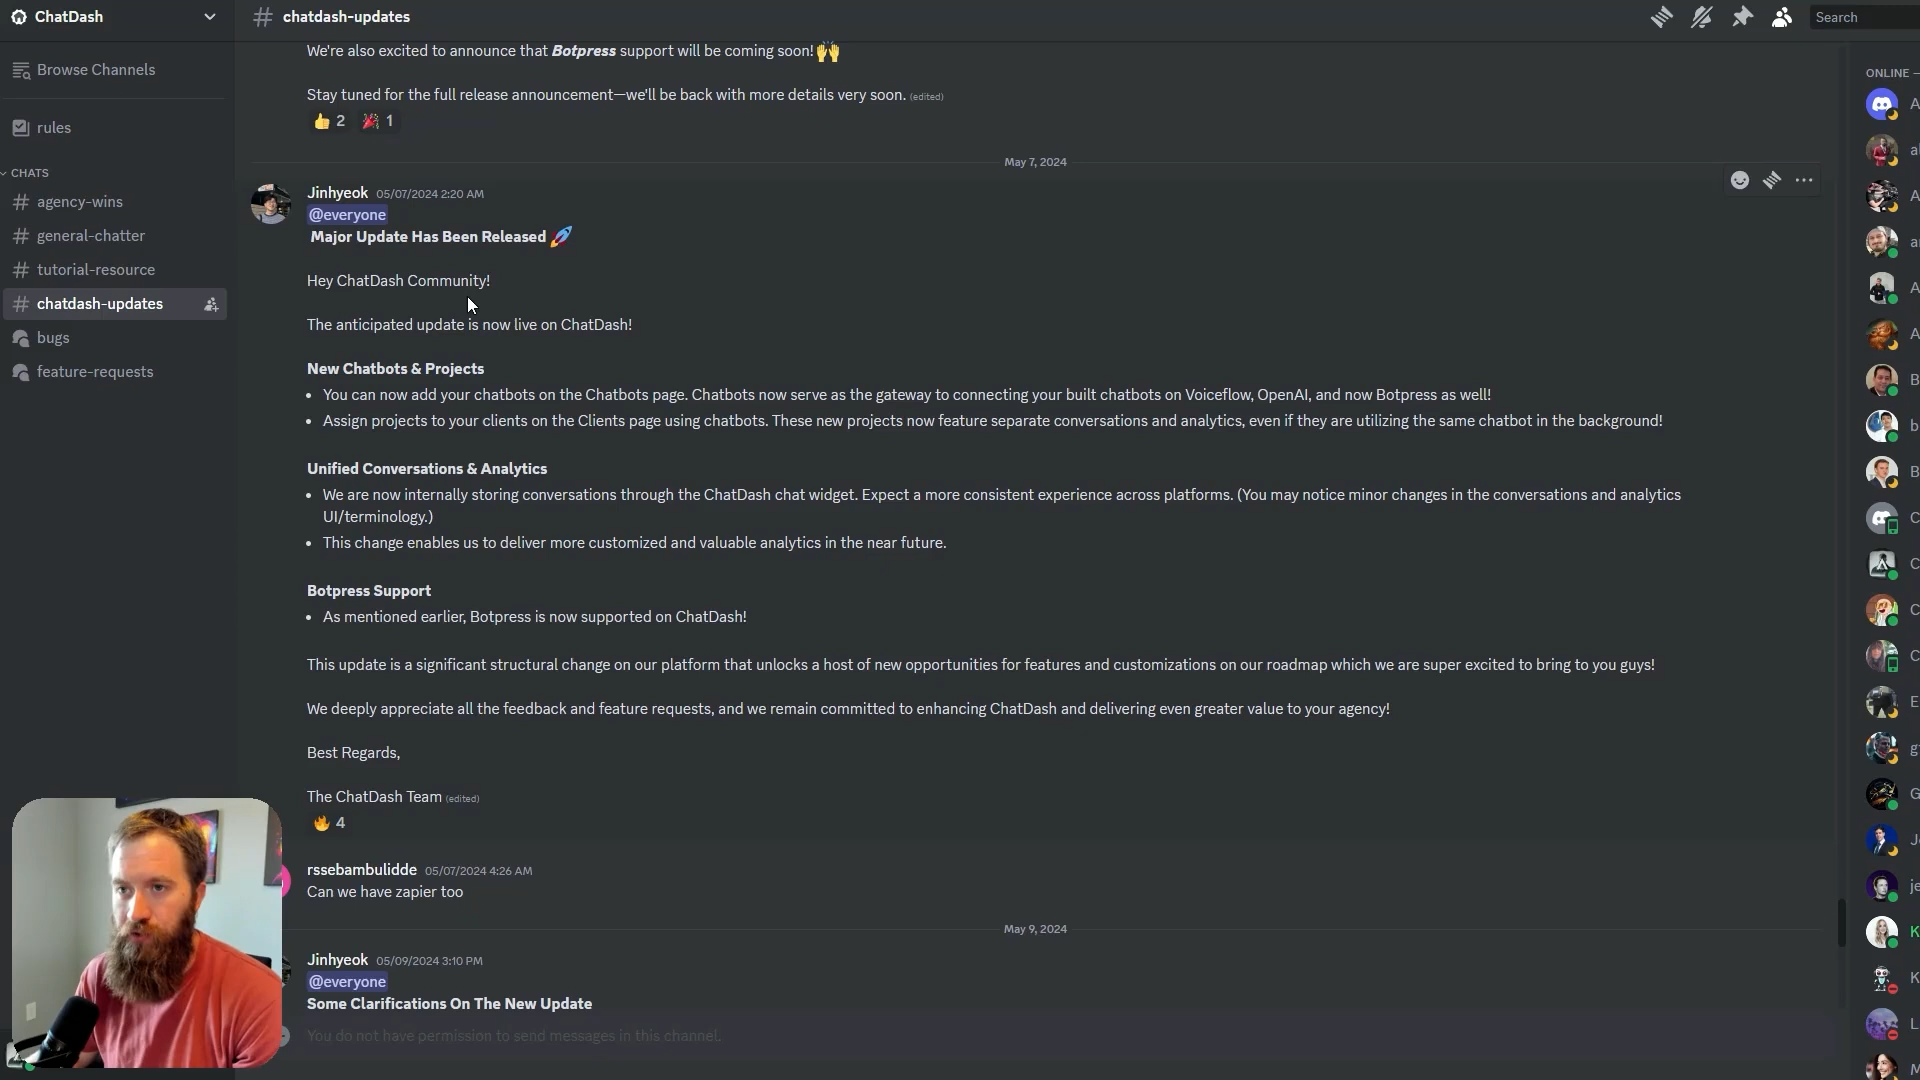 ChatDash
chatdash-updates
Search
Browse Channels
rules
CHATS
agency-wins
general-chatter
tutorial-resource
chatdash-updates
bugs
feature-requests
We're also excited to announce that Botpress support will be coming soon! 🙌
Stay tuned for the full release announcement—we'll be back with more details very soon. (edited)
👍 2 🎉 1
May 7, 2024
Jinhyeok 05/07/2024 2:20 AM
@everyone
Major Update Has Been Released 🚀
Hey ChatDash Community!
The anticipated update is now live on ChatDash!
New Chatbots & Projects
• You can now add your chatbots on the Chatbots page. Chatbots now serve as the gateway to connecting your built chatbots on Voiceflow, OpenAI, and now Botpress as well!
• Assign projects to your clients on the Clients page using chatbots. These new projects now feature separate conversations and analytics, even if they are utilizing the same chatbot in the background!
Unified Conversations & Analytics
• We are now internally storing conversations through the ChatDash chat widget. Expect a more consistent experience across platforms. (You may notice minor changes in the conversations and analytics
UI/terminology.)
• This change enables us to deliver more customized and valuable analytics in the near future.
Botpress Support
• As mentioned earlier, Botpress is now supported on ChatDash!
This update is a significant structural change on our platform that unlocks a host of new opportunities for features and customizations on our roadmap which we are super excited to bring to you guys!
We deeply appreciate all the feedback and feature requests, and we remain committed to enhancing ChatDash and delivering even greater value to your agency!
Best Regards,
The ChatDash Team (edited)
🔥 4
rssebambulidde 05/07/2024 4:26 AM
Can we have zapier too
May 9, 2024
Jinhyeok 05/09/2024 3:10 PM
@everyone
Some Clarifications On The New Update
You do not have permission to send messages in this channel.
ONLINE —